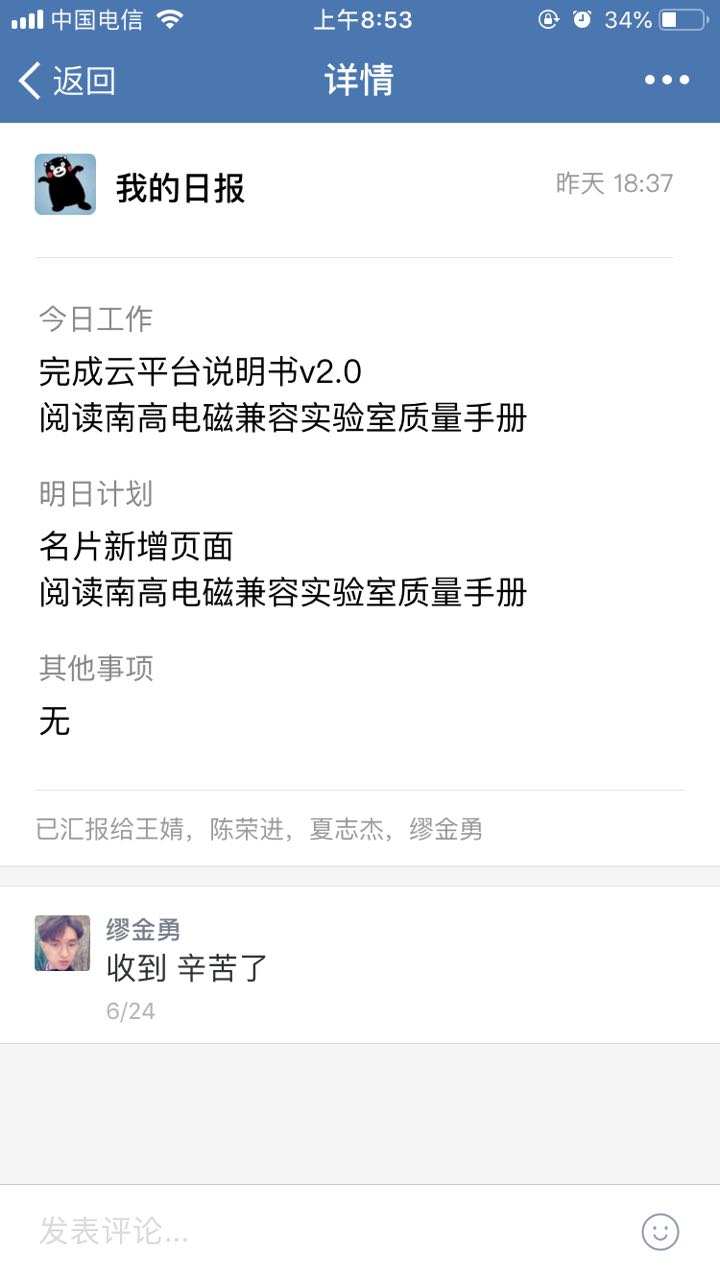 中国电信 上午8:53 34%
返回 详情
我的日报 昨天 18:37
今日工作
完成云平台说明书v2.0
阅读南高电磁兼容实验室质量手册
明日计划
名片新增页面
阅读南高电磁兼容实验室质量手册
其他事项
无
已汇报给王婧，陈荣进，夏志杰，缪金勇
缪金勇
收到 辛苦了
6/24
发表评论...